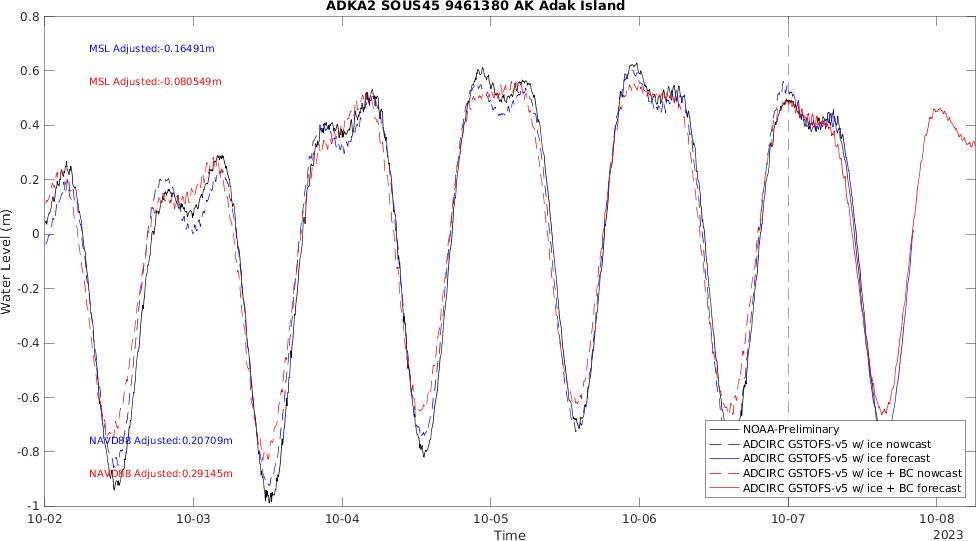 ADKA2 SOUS45 9461380 AK Adak Island
0.8
MSL Adjusted:-0.16491m
0.6
MSL Adjusted:-0.080549m
0.4
0.2
0
Water Level (m)
-0.2
-0.4
-0.6
NAVD88 Adjusted:0.20709m
-0.8
NAVD88 Adjusted:0.29145m
-1
NOAA-Preliminary
ADCIRC GSTOFS-v5 w/ ice nowcast
ADCIRC GSTOFS-v5 w/ ice forecast
ADCIRC GSTOFS-v5 w/ ice + BC nowcast
ADCIRC GSTOFS-v5 w/ ice + BC forecast
10-02 10-03 10-04 10-05 10-06 10-07 10-08
Time 2023